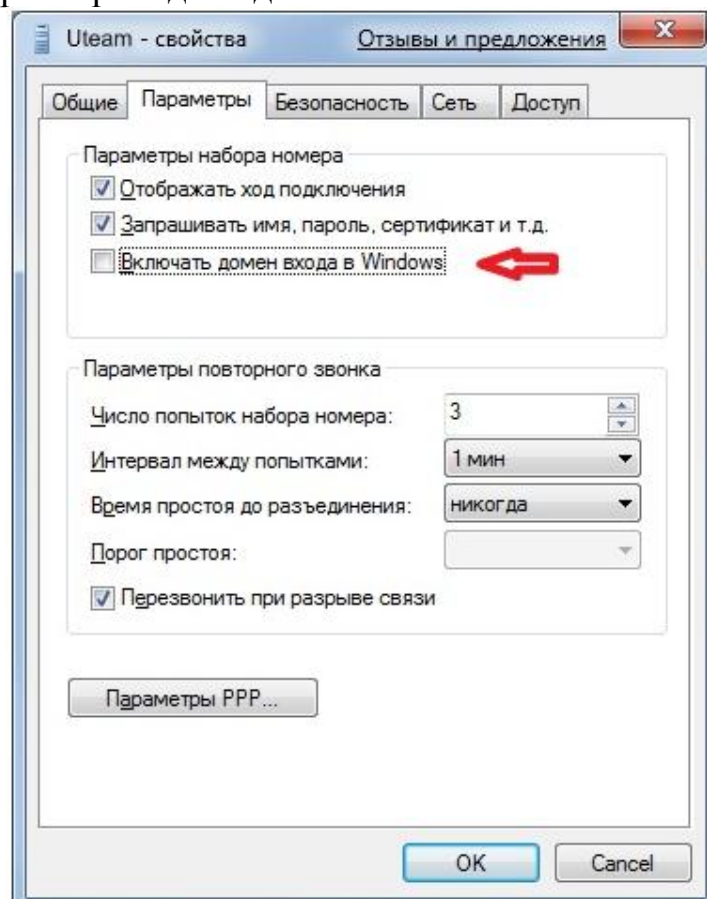 Uteam - свойства Отзывы и предложения
Общие Параметры Безопасность Сеть Доступ
Параметры набора номера
Отображать ход подключения
Запрашивать имя, пароль, сертификат и т.д.
Включать домен входа в Windows
Параметры повторного звонка
Число попыток набора номера: 3
Интервал между попытками: 1 мин
Время простоя до разъединения: никогда
Порог простоя:
Перезвонить при разрыве связи
Параметры PPP...
OK Cancel